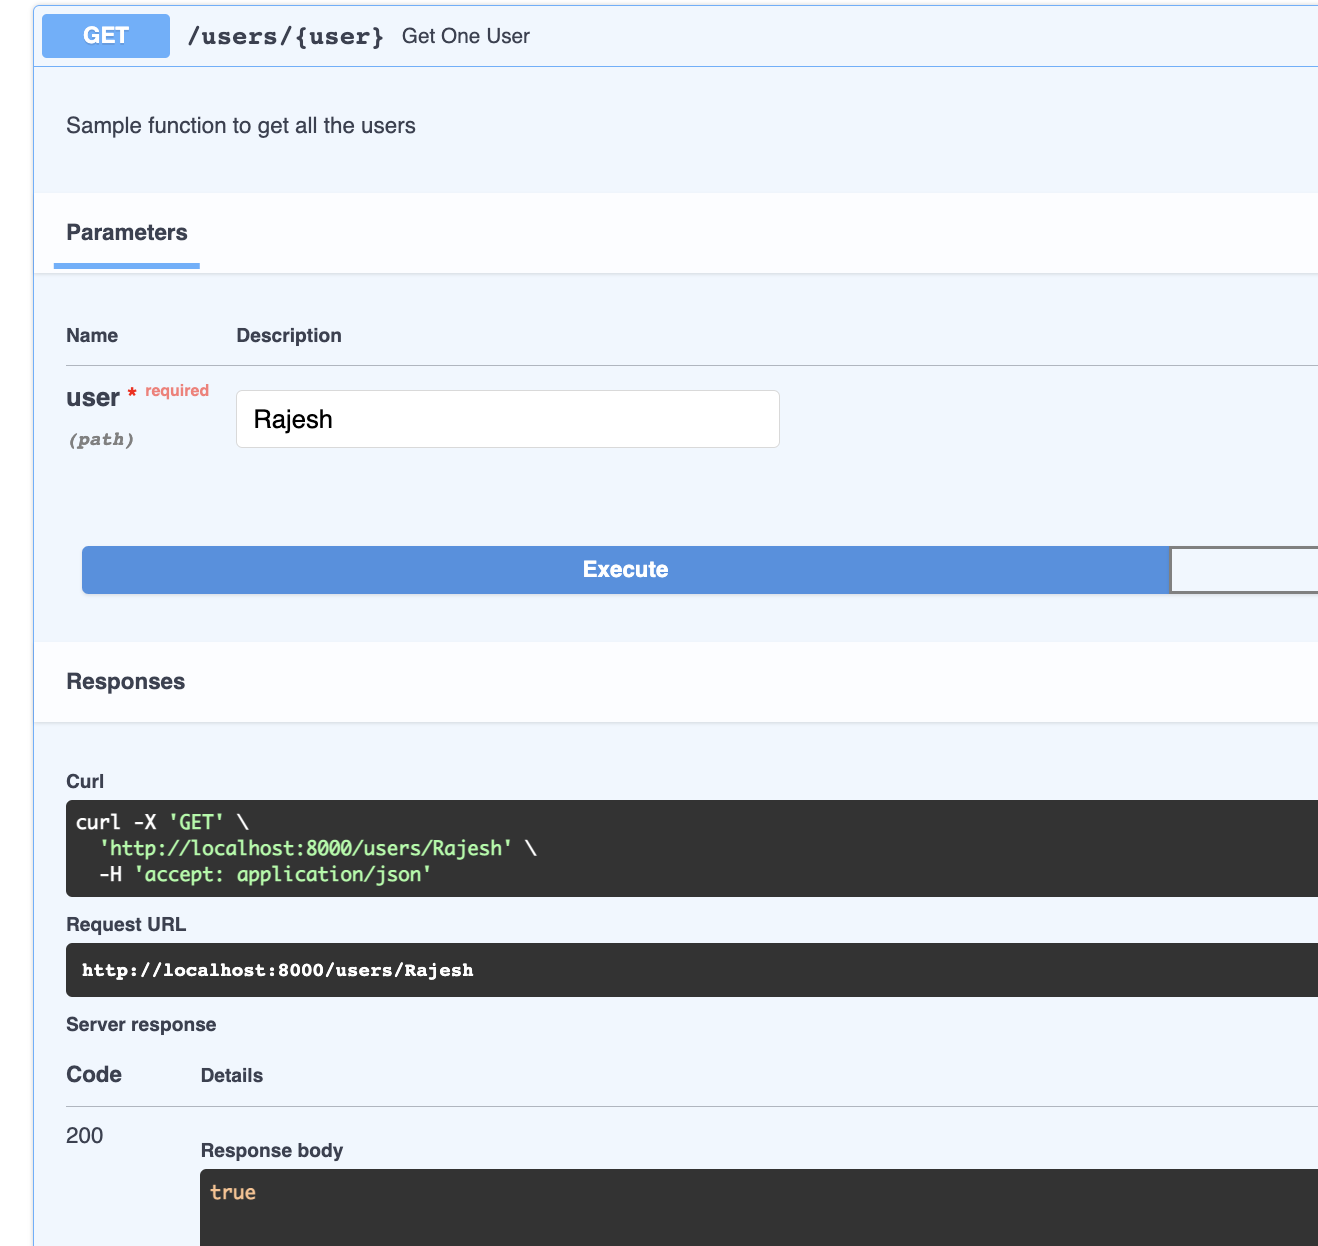 GET /users/{user} Get One User
Sample function to get all the users
Parameters
Name Description
user * required
Rajesh
(path)
Execute
Responses
Curl
curl -X 'GET' \
'http://localhost:8000/users/Rajesh' \
-H 'accept: application/json'
Request URL
http://localhost:8000/users/Rajesh
Server response
Code Details
200
Response body
true